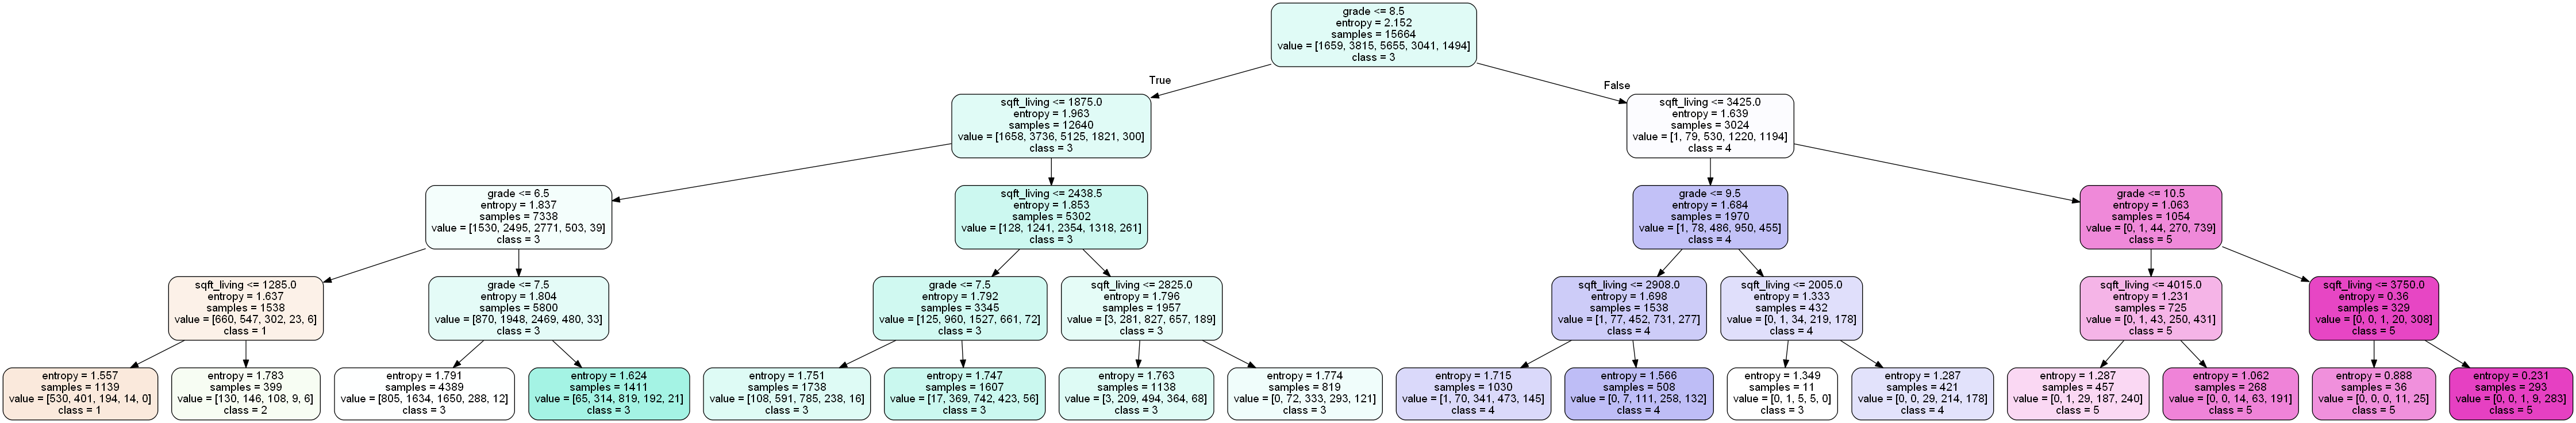 grade <= 8.5
entropy = 2.152
samples = 15664
value = [1659, 3815, 5655, 3041, 1494]
class = 3
True
False
sqft_living <= 1875.0
entropy = 1.963
samples = 12640
value = [1658, 3736, 5125, 1821, 300]
class = 3
sqft_living <= 3425.0
entropy = 1.639
samples = 3024
value = [1, 79, 530, 1220, 1194]
class = 4
grade <= 6.5
entropy = 1.837
samples = 7338
value = [1530, 2495, 2771, 503, 39]
class = 3
sqft_living <= 2438.5
entropy = 1.853
samples = 5302
value = [128, 1241, 2354, 1318, 261]
class = 3
grade <= 9.5
entropy = 1.684
samples = 1970
value = [1, 78, 486, 950, 455]
class = 4
grade <= 10.5
entropy = 1.063
samples = 1054
value = [0, 1, 44, 270, 739]
class = 5
sqft_living <= 1285.0
entropy = 1.637
samples = 1538
value = [660, 547, 302, 23, 6]
class = 1
grade <= 7.5
entropy = 1.804
samples = 5800
value = [870, 1948, 2469, 480, 33]
class = 3
grade <= 7.5
entropy = 1.792
samples = 3345
value = [125, 960, 1527, 661, 72]
class = 3
sqft_living <= 2825.0
entropy = 1.796
samples = 1957
value = [3, 281, 827, 657, 189]
class = 3
sqft_living <= 2908.0
entropy = 1.698
samples = 1538
value = [1, 77, 452, 731, 277]
class = 4
sqft_living <= 2005.0
entropy = 1.333
samples = 432
value = [0, 1, 34, 219, 178]
class = 4
sqft_living <= 4015.0
entropy = 1.231
samples = 725
value = [0, 1, 43, 250, 431]
class = 5
sqft_living <= 3750.0
entropy = 0.36
samples = 329
value = [0, 0, 1, 20, 308]
class = 5
entropy = 1.557
samples = 1139
value = [530, 401, 194, 14, 0]
class = 1
entropy = 1.783
samples = 399
value = [130, 146, 108, 9, 6]
class = 2
entropy = 1.791
samples = 4389
value = [805, 1634, 1650, 288, 12]
class = 3
entropy = 1.624
samples = 1411
value = [65, 314, 819, 192, 21]
class = 3
entropy = 1.751
samples = 1738
value = [108, 591, 785, 238, 16]
class = 3
entropy = 1.747
samples = 1607
value = [17, 369, 742, 423, 56]
class = 3
entropy = 1.763
samples = 1138
value = [3, 209, 494, 364, 68]
class = 3
entropy = 1.774
samples = 819
value = [0, 72, 333, 293, 121]
class = 3
entropy = 1.715
samples = 1030
value = [1, 70, 341, 473, 145]
class = 4
entropy = 1.566
samples = 508
value = [0, 7, 111, 258, 132]
class = 4
entropy = 1.349
samples = 11
value = [0, 1, 5, 5, 0]
class = 3
entropy = 1.287
samples = 421
value = [0, 0, 29, 214, 178]
class = 4
entropy = 1.287
samples = 457
value = [0, 1, 29, 187, 240]
class = 5
entropy = 1.062
samples = 268
value = [0, 0, 14, 63, 191]
class = 5
entropy = 0.888
samples = 36
value = [0, 0, 0, 11, 25]
class = 5
entropy = 0.231
samples = 293
value = [0, 0, 1, 9, 283]
class = 5